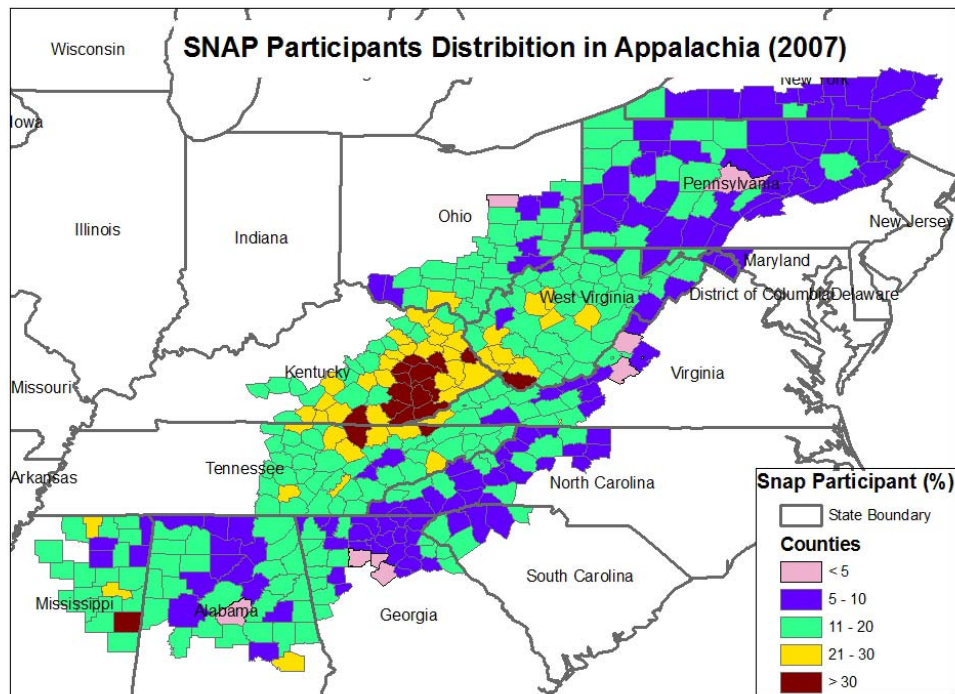 SNAP Participants Distribition in Appalachia (2007)
Wisconsin
New York
Iowa
Pennsylvania
Ohio
New Jersey
Illinois
Indiana
Maryland
West Virginia
District of Columbia
Delaware
Missouri
Kentucky
Virginia
Tennessee
Arkansas
North Carolina
South Carolina
Mississippi
Alabama
Georgia
Snap Participant (%)
State Boundary
Counties
< 5
5 - 10
11 - 20
21 - 30
> 30